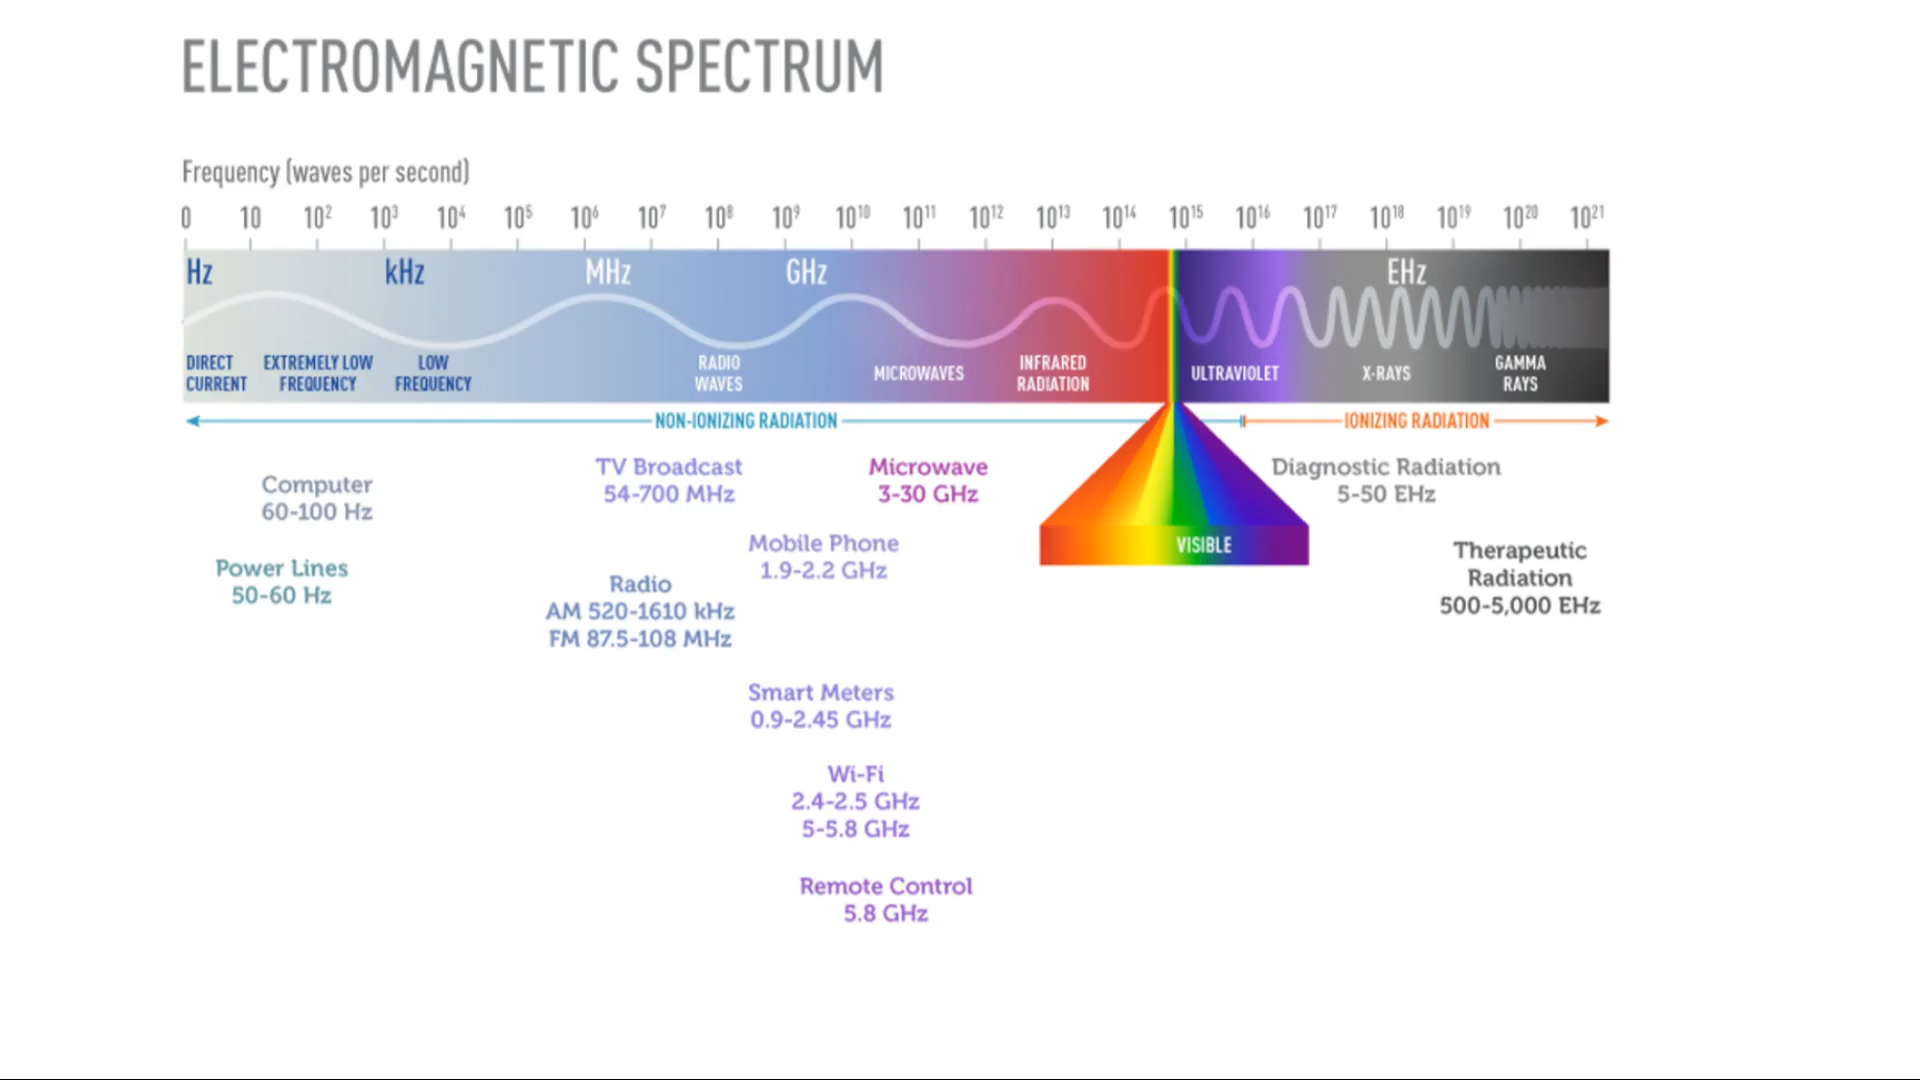 ELECTROMAGNETIC SPECTRUM
Frequency (waves per second)
0 10 10² 10³ 10⁴ 10⁵ 10⁶ 10⁷ 10⁸ 10⁹ 10¹⁰ 10¹¹ 10¹² 10¹³ 10¹⁴ 10¹⁵ 10¹⁶ 10¹⁷ 10¹⁸ 10¹⁹ 10²⁰ 10²¹
Hz kHz MHz GHz EHz
DIRECT
CURRENT
EXTREMELY LOW
FREQUENCY
LOW
FREQUENCY
RADIO
WAVES
MICROWAVES
INFRARED
RADIATION
ULTRAVIOLET
X-RAYS
GAMMA
RAYS
NON-IONIZING RADIATION
IONIZING RADIATION
Computer
60-100 Hz
Power Lines
50-60 Hz
TV Broadcast
54-700 MHz
Mobile Phone
1.9-2.2 GHz
Radio
AM 520-1610 kHz
FM 87.5-108 MHz
Smart Meters
0.9-2.45 GHz
Wi-Fi
2.4-2.5 GHz
5-5.8 GHz
Remote Control
5.8 GHz
Microwave
3-30 GHz
VISIBLE
Diagnostic Radiation
5-50 EHz
Therapeutic
Radiation
500-5,000 EHz